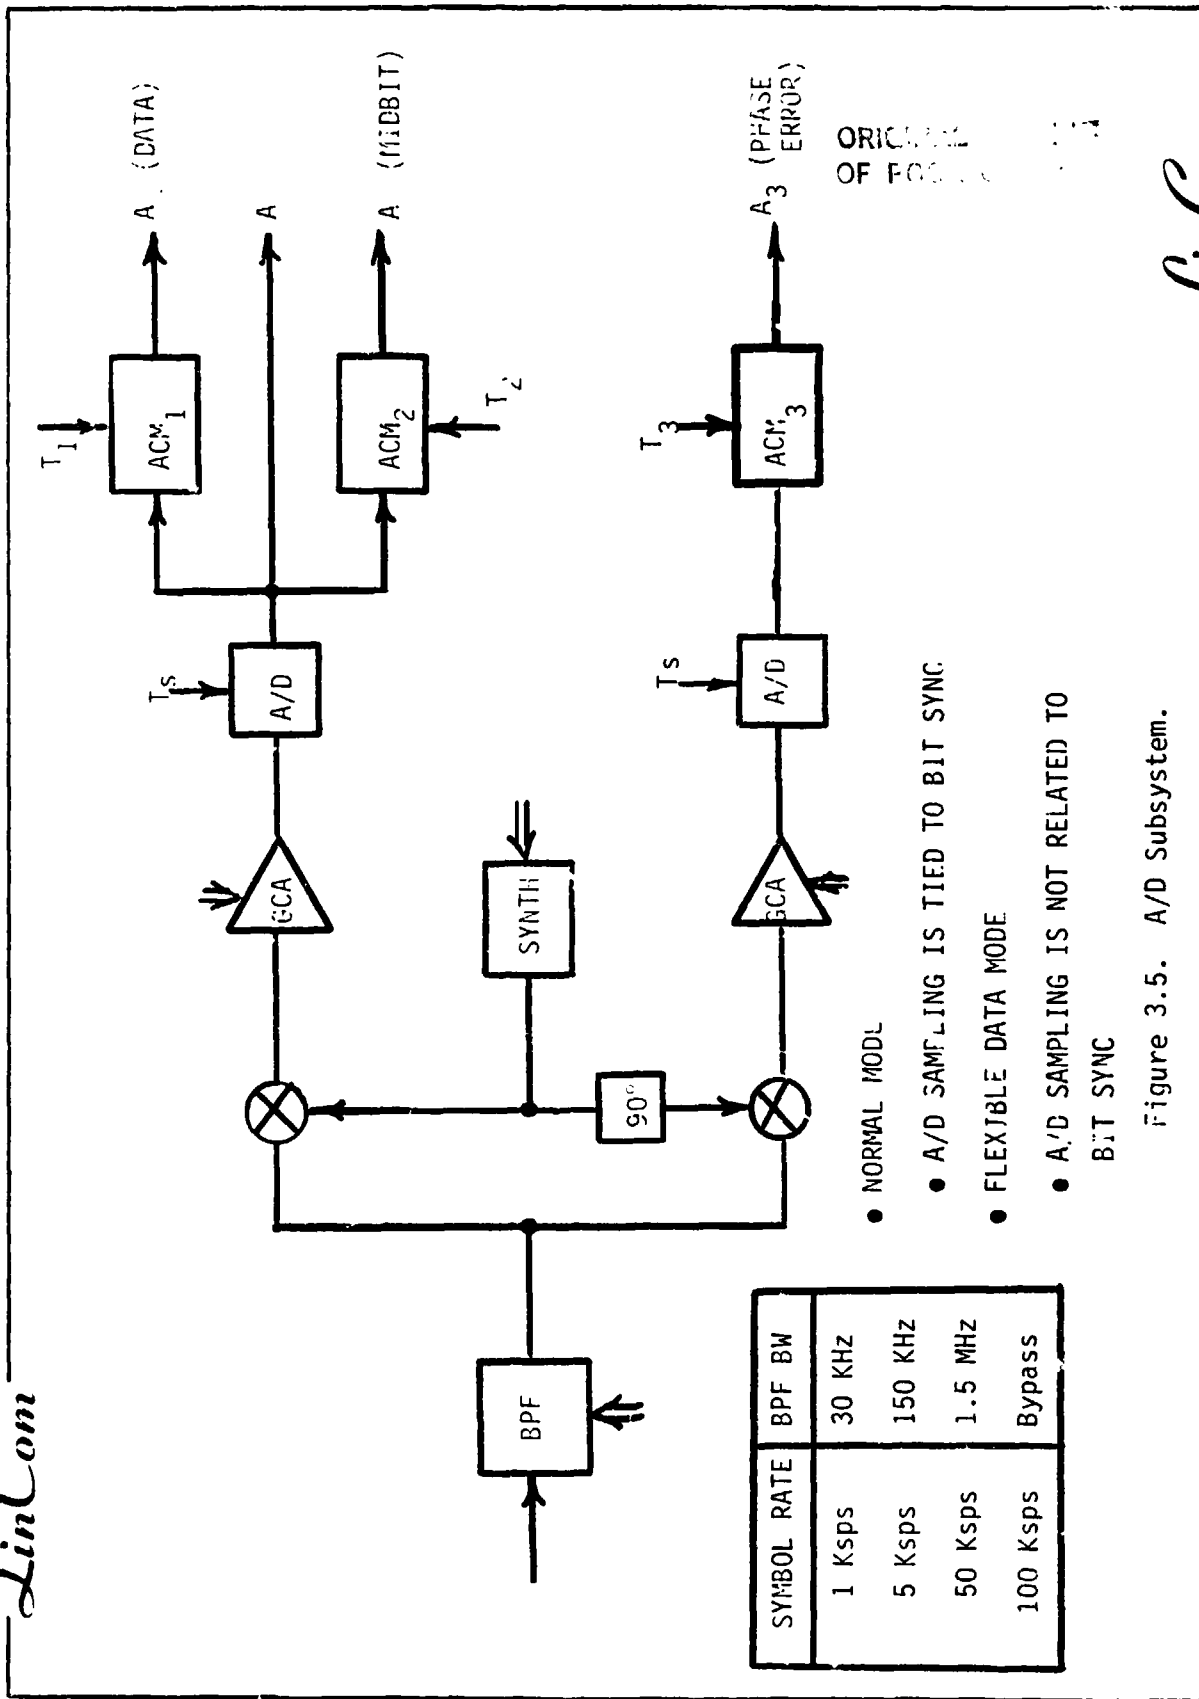 LinCom
T1
ACM1
A (DATA)
Ts
A/D
GCA
A
ACM2
T2
A (MIDBIT)
BPF
SYNTH
90°
GCA
Ts
A/D
T3
ACM3
A3 (PHASE
ERROR)
SYMBOL RATE BPF BW
1 Ksps 30 KHz
5 Ksps 150 KHz
50 Ksps 1.5 MHz
100 Ksps Bypass
● NORMAL MODE
● A/D SAMPLING IS TIED TO BIT SYNC
● FLEXIBLE DATA MODE
● A/D SAMPLING IS NOT RELATED TO
BIT SYNC
Figure 3.5. A/D Subsystem.
OF